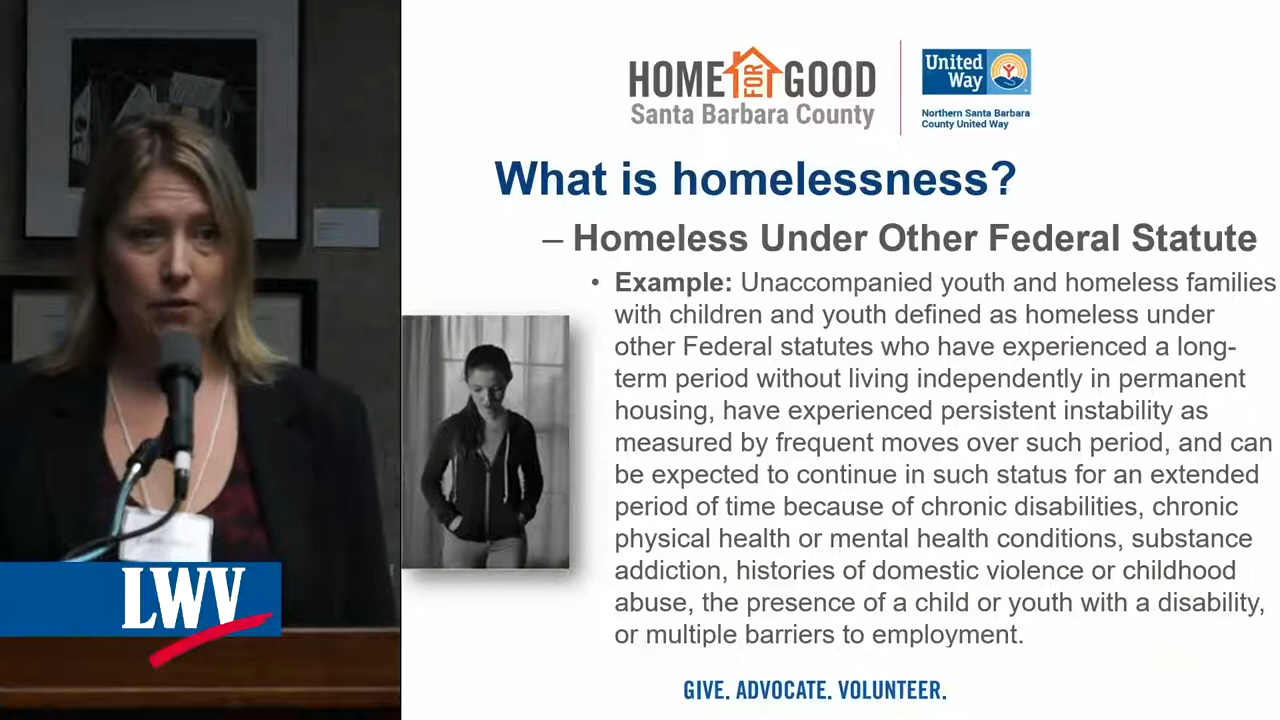 HOME FOR GOOD
Santa Barbara County
United
Way
Northern Santa Barbara
County United Way
What is homelessness?
– Homeless Under Other Federal Statute
• Example: Unaccompanied youth and homeless families
with children and youth defined as homeless under
other Federal statutes who have experienced a long-
term period without living independently in permanent
housing, have experienced persistent instability as
measured by frequent moves over such period, and can
be expected to continue in such status for an extended
period of time because of chronic disabilities, chronic
physical health or mental health conditions, substance
addiction, histories of domestic violence or childhood
abuse, the presence of a child or youth with a disability,
or multiple barriers to employment.
GIVE. ADVOCATE. VOLUNTEER.
LWV